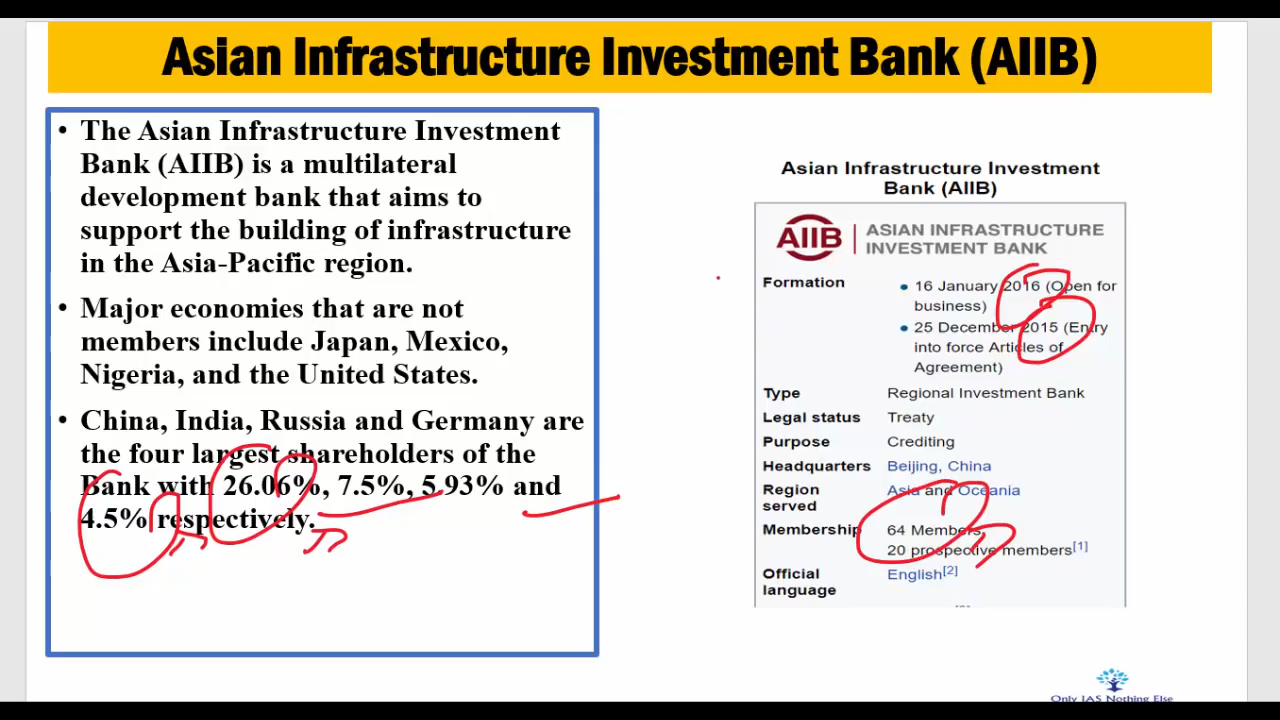 Asian Infrastructure Investment Bank (AIIB)
• The Asian Infrastructure Investment
Bank (AIIB) is a multilateral
development bank that aims to
support the building of infrastructure
in the Asia-Pacific region.
• Major economies that are not
members include Japan, Mexico,
Nigeria, and the United States.
• China, India, Russia and Germany are
the four largest shareholders of the
Bank with 26.06%, 7.5%, 5.93% and
4.5% respectively.
Asian Infrastructure Investment
Bank (AIIB)
AIIB | ASIAN INFRASTRUCTURE
INVESTMENT BANK
Formation
• 16 January 2016 (Open for
business)
• 25 December 2015 (Entry
into force Articles of
Agreement)
Type Regional Investment Bank
Legal status Treaty
Purpose Crediting
Headquarters Beijing, China
Region Asia and Oceania
served
Membership 64 Members
20 prospective members[1]
Official English[2]
language
Only IAS Nothing Else